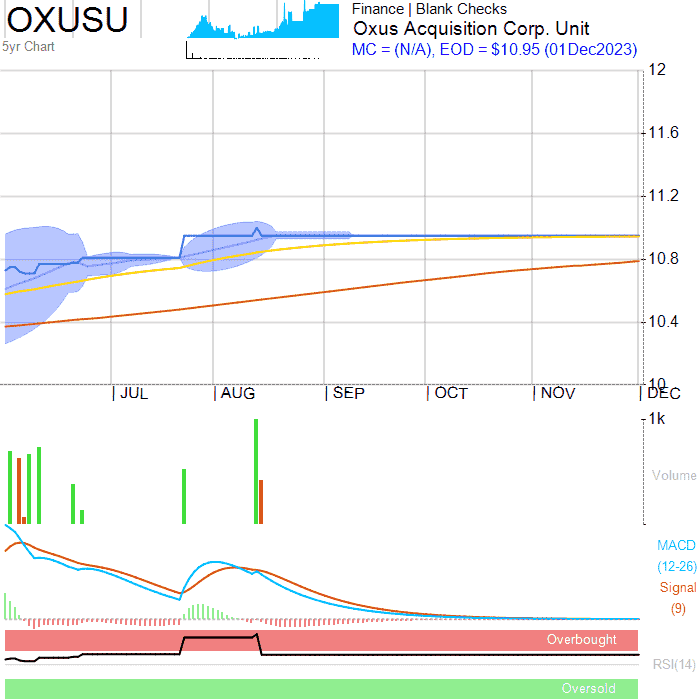 OXUSU
5yr Chart
Finance | Blank Checks
Oxus Acquisition Corp. Unit
MC = (N/A), EOD = $10.95 (01Dec2023)
12
11.6
11.2
10.8
10.4
10
JUL AUG SEP OCT NOV DEC
1k
Volume
MACD
(12-26)
Signal
(9)
Overbought
RSI(14)
Oversold